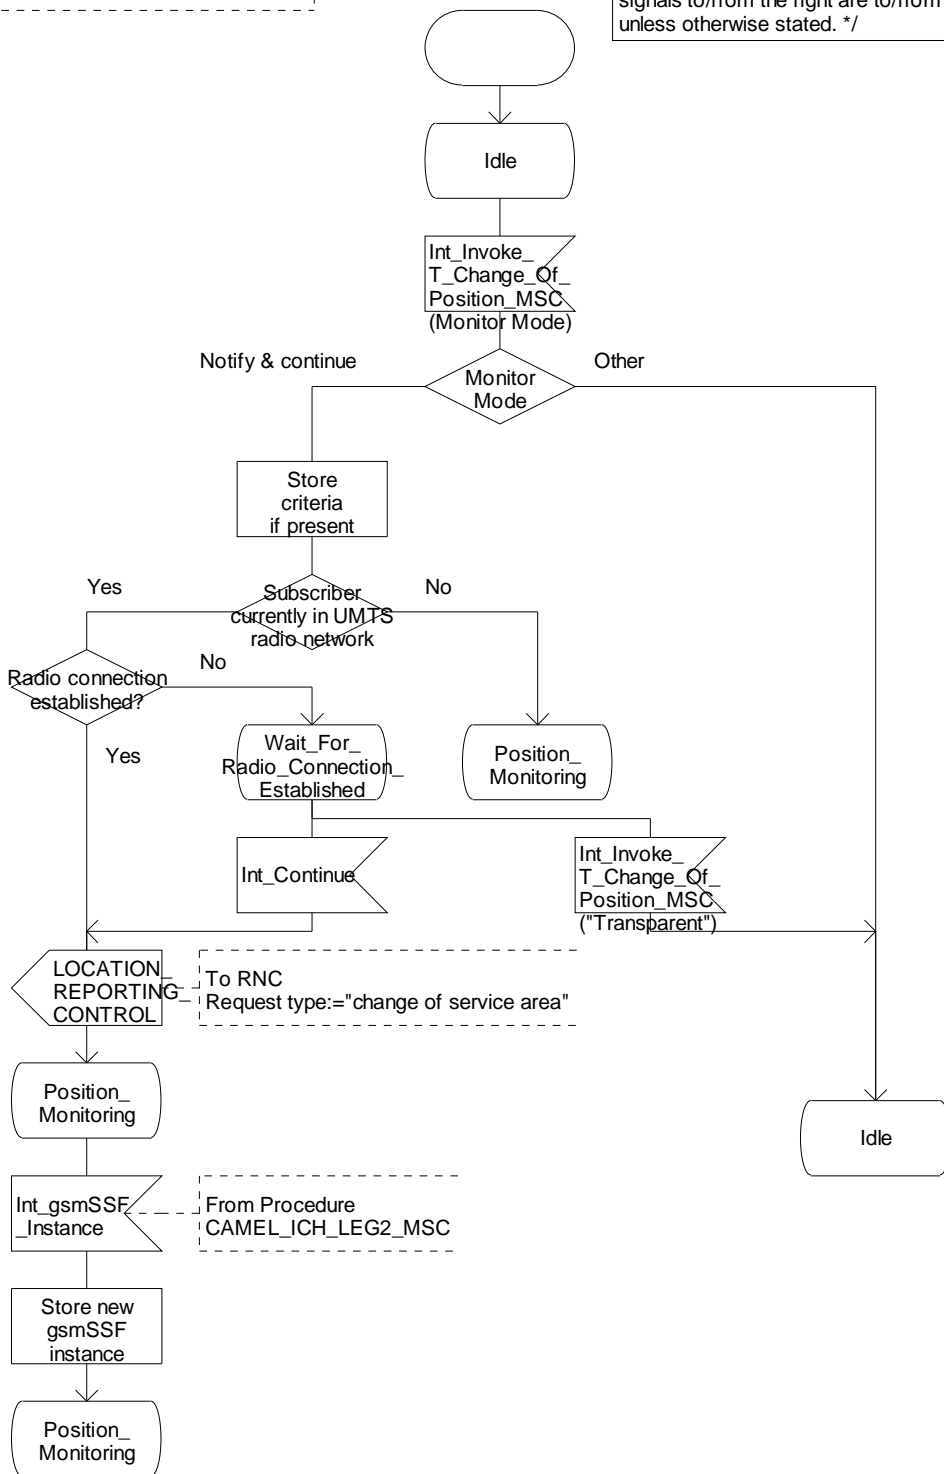 signals to/from the right are to/from
unless otherwise stated. */
Idle
Int_Invoke_
T_Change_Of_
Position_MSC
(Monitor Mode)
Notify & continue
Other
Monitor
Mode
Store
criteria
if present
Yes
Subscriber
currently in UMTS
radio network
No
No
Radio connection
established?
Yes
Wait_For_
Radio_Connection_
Established
Position_
Monitoring
Int_Continue
Int_Invoke_
T_Change_Of_
Position_MSC
("Transparent")
LOCATION_
REPORTING_
CONTROL
To RNC
Request type:="change of service area"
Position_
Monitoring
Idle
Int_gsmSSF
_Instance
From Procedure
CAMEL_ICH_LEG2_MSC
Store new
gsmSSF
instance
Position_
Monitoring